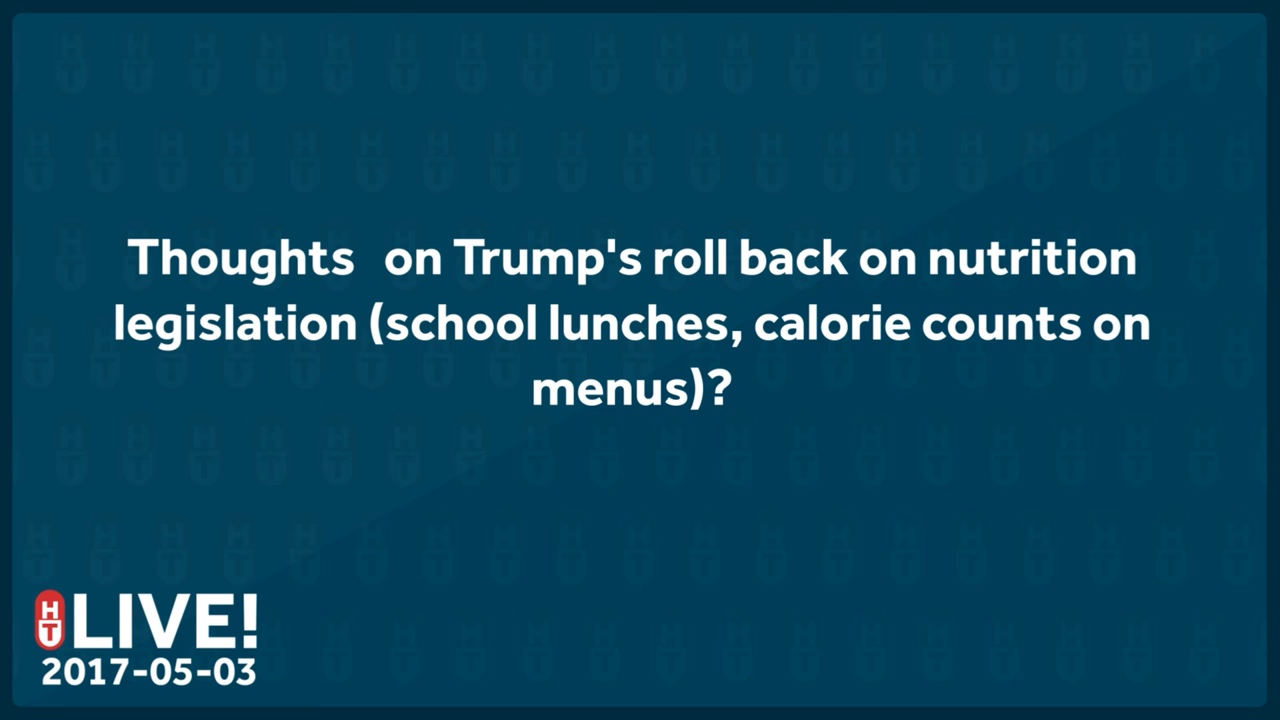 Thoughts on Trump's roll back on nutrition
legislation (school lunches, calorie counts on
menus)?
HT LIVE!
2017-05-03